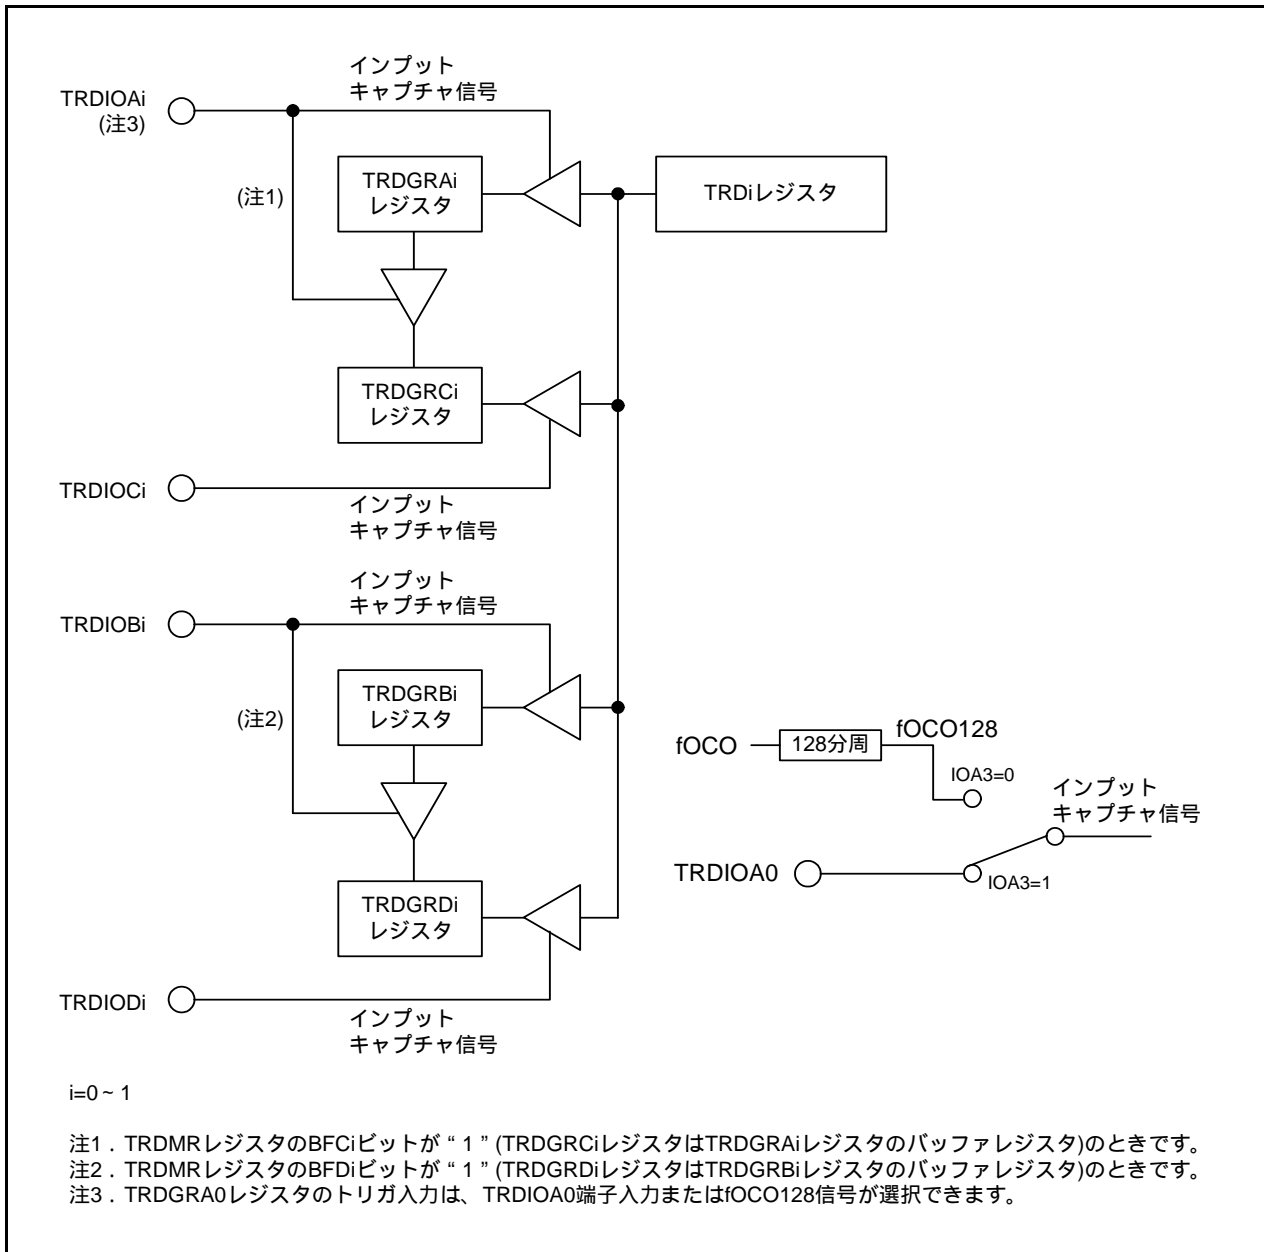 インプット
キャプチャ信号
TRDIOAi
(注3)
TRDGRAi
レジスタ
TRDiレジスタ
(注1)
TRDGRCi
レジスタ
TRDIOCi
インプット
キャプチャ信号
インプット
キャプチャ信号
TRDIOBi
TRDGRBi
レジスタ
(注2)
fOCO
128分周
fOCO128
IOA3=0
インプット
キャプチャ信号
TRDIOA0
IOA3=1
TRDGRDi
レジスタ
TRDIODi
インプット
キャプチャ信号
i=0~1
注1．TRDMRレジスタのBFCiビットが“1”(TRDGRCiレジスタはTRDGRAiレジスタのバッファレジスタ)のときです。
注2．TRDMRレジスタのBFDiビットが“1”(TRDGRDiレジスタはTRDGRBiレジスタのバッファレジスタ)のときです。
注3．TRDGRA0レジスタのトリガ入力は、TRDIOA0端子入力またはfOCO128信号が選択できます。